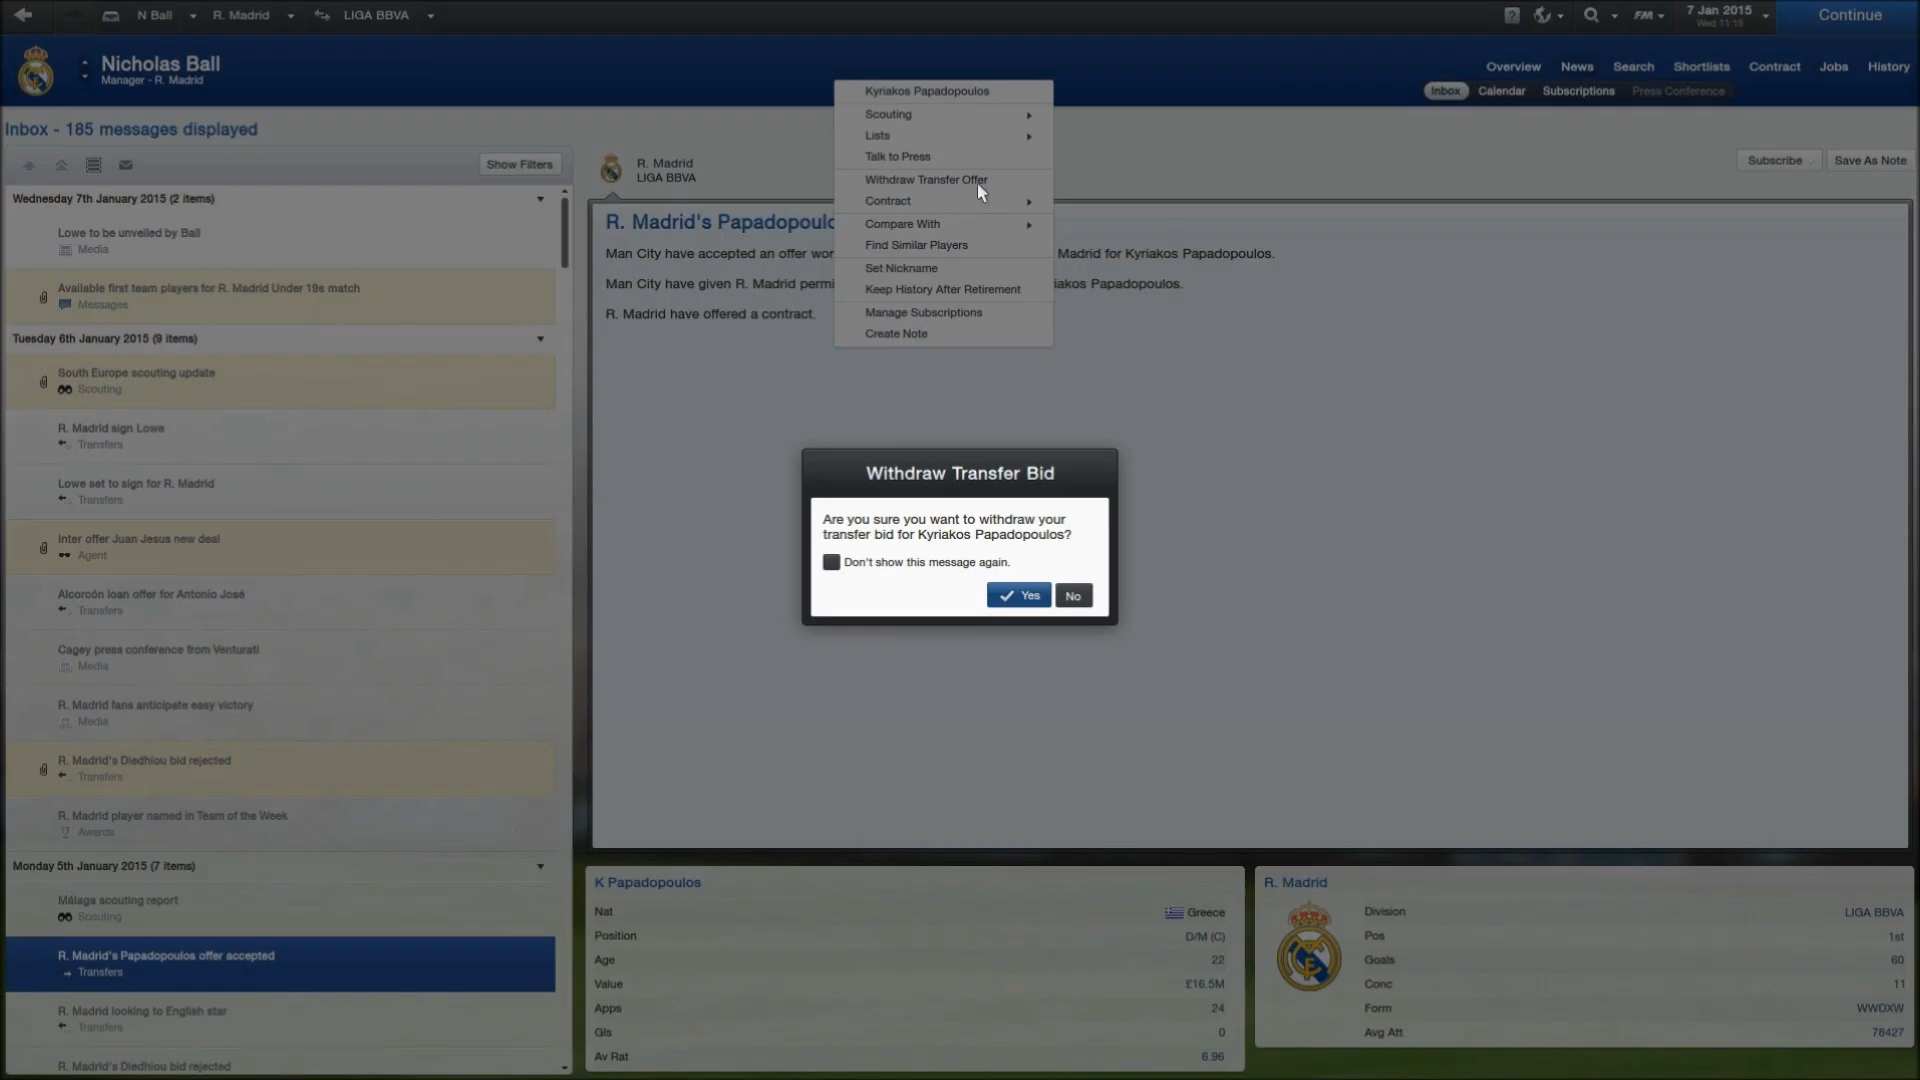 N Ball
R. Madrid
LIGA BBVA
?
FM
7 Jan 2015
Wed 11:15
Continue
Nicholas Ball
Manager - R. Madrid
Overview
News
Search
Shortlists
Contract
Jobs
History
Inbox
Calendar
Subscriptions
Press Conference
Inbox - 185 messages displayed
Show Filters
Wednesday 7th January 2015 (2 items)
Lowe to be unveiled by Ball
Media
Available first team players for R. Madrid Under 19s match
Messages
Tuesday 6th January 2015 (9 items)
South Europe scouting update
Scouting
R. Madrid sign Lowe
Transfers
Lowe set to sign for R. Madrid
Transfers
Inter offer Juan Jesus new deal
Agent
Alcorcón loan offer for Antonio José
Transfers
Cagey press conference from Venturati
Media
R. Madrid fans anticipate easy victory
Media
R. Madrid's Diedhiou bid rejected
Transfers
R. Madrid player named in Team of the Week
Awards
Monday 5th January 2015 (7 items)
Málaga scouting report
Scouting
R. Madrid's Papadopoulos offer accepted
Transfers
R. Madrid looking to English star
Transfers
R. Madrid's Diedhiou bid rejected
R. Madrid
LIGA BBVA
Subscribe
Save As Note
R. Madrid's Papadopoulo
Man City have accepted an offer wor Madrid for Kyriakos Papadopoulos.
Man City have given R. Madrid permi iakos Papadopoulos.
R. Madrid have offered a contract.
Kyriakos Papadopoulos
Scouting
Lists
Talk to Press
Withdraw Transfer Offer
Contract
Compare With
Find Similar Players
Set Nickname
Keep History After Retirement
Manage Subscriptions
Create Note
Withdraw Transfer Bid
Are you sure you want to withdraw your
transfer bid for Kyriakos Papadopoulos?
Don't show this message again.
Yes
No
K Papadopoulos
Nat Greece
Position D/M (C)
Age 22
Value £16.5M
Apps 24
Gls 0
Av Rat 6.96
R. Madrid
Division LIGA BBVA
Pos 1st
Goals 60
Conc 11
Form WWDXW
Avg Att 78427